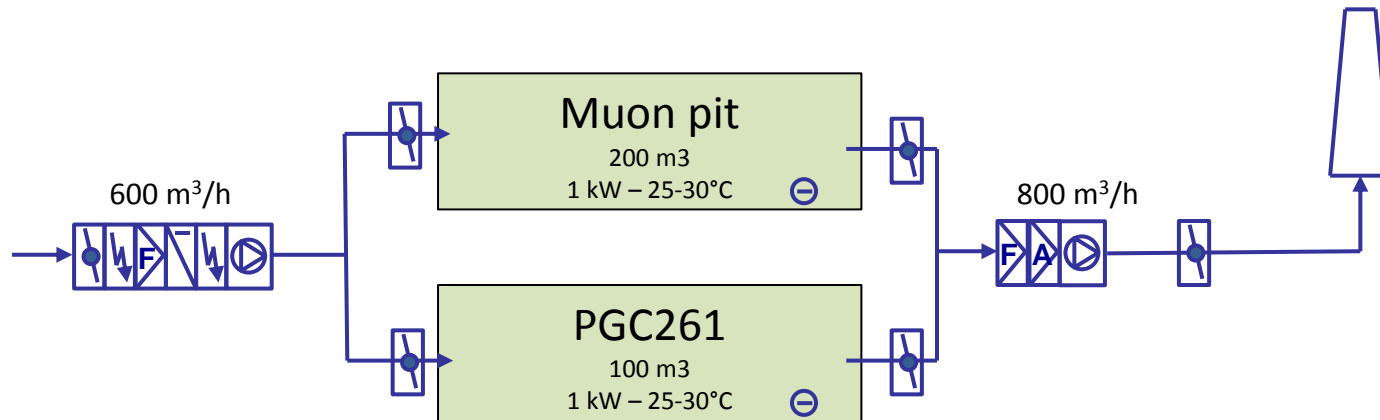 Muon pit
200 m3
1 kW – 25-30°C
600 m³/h
800 m³/h
F
F A
PGC261
100 m3
1 kW – 25-30°C